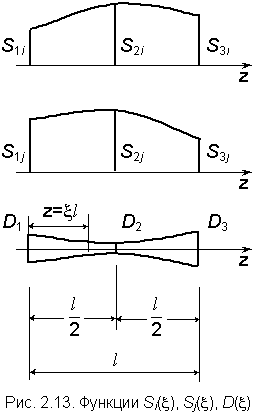 S₁ᵢ S₂ᵢ S₃ᵢ
z
S₁ⱼ S₂ⱼ S₃ⱼ
z
z=ξl
D₁ D₂ D₃
z
l/2 l/2
l
Рис. 2.13. Функции Sᵢ(ξ), Sⱼ(ξ), D(ξ)